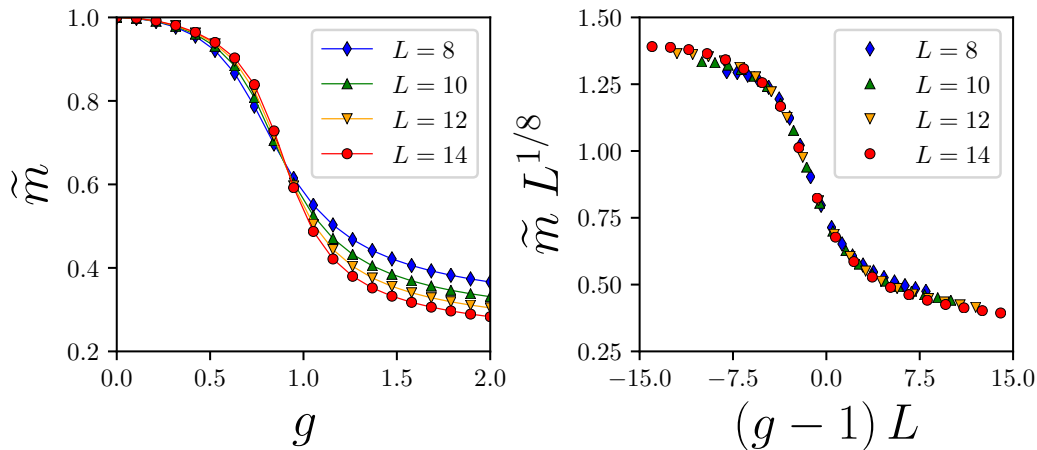 1.0
0.8
0.6
0.4
0.2
m̃
0.0
0.5
1.0
1.5
2.0
g
L = 8
L = 10
L = 12
L = 14
1.50
1.25
1.00
0.75
0.50
0.25
m̃ L^{1/8}
−15.0
−7.5
0.0
7.5
15.0
(g − 1) L
L = 8
L = 10
L = 12
L = 14